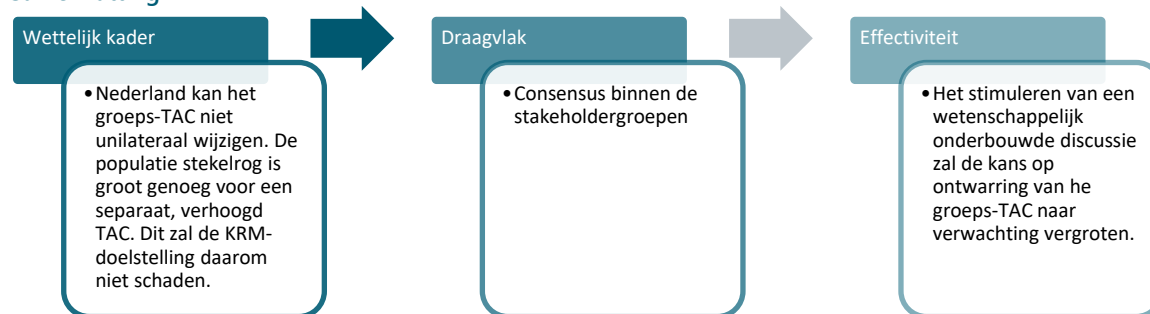 Wettelijk kader
•Nederland kan het
groeps-TAC niet
unilateraal wijzigen. De
populatie stekelrog is
groot genoeg voor een
separaat, verhoogd
TAC. Dit zal de KRM-
doelstelling daarom
niet schaden.
Draagvlak
•Consensus binnen de
stakeholdergroepen
Effectiviteit
•Het stimuleren van een
wetenschappelijk
onderbouwde discussie
zal de kans op
ontwarring van he
groeps-TAC naar
verwachting vergroten.